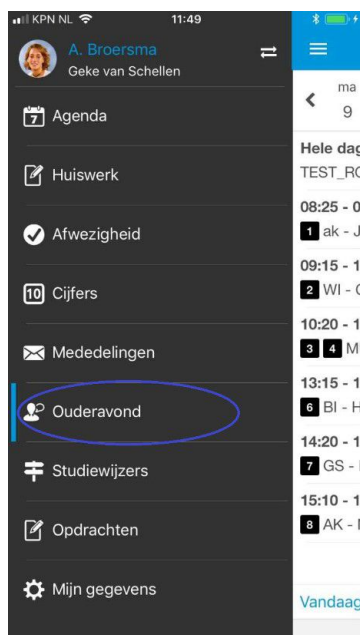 KPN NL 11:49
A. Broersma
Geke van Schellen
7 Agenda
Huiswerk
Afwezigheid
10 Cijfers
Mededelingen
Ouderavond
Studiewijzers
Opdrachten
Mijn gegevens
ma
9
Hele dag
TEST_RO
08:25 - 0
1 ak - J
09:15 - 1
2 WI -
10:20 - 1
3 4 M
13:15 - 1
6 BI - H
14:20 - 1
7 GS -
15:10 - 1
8 AK -
Vandaag